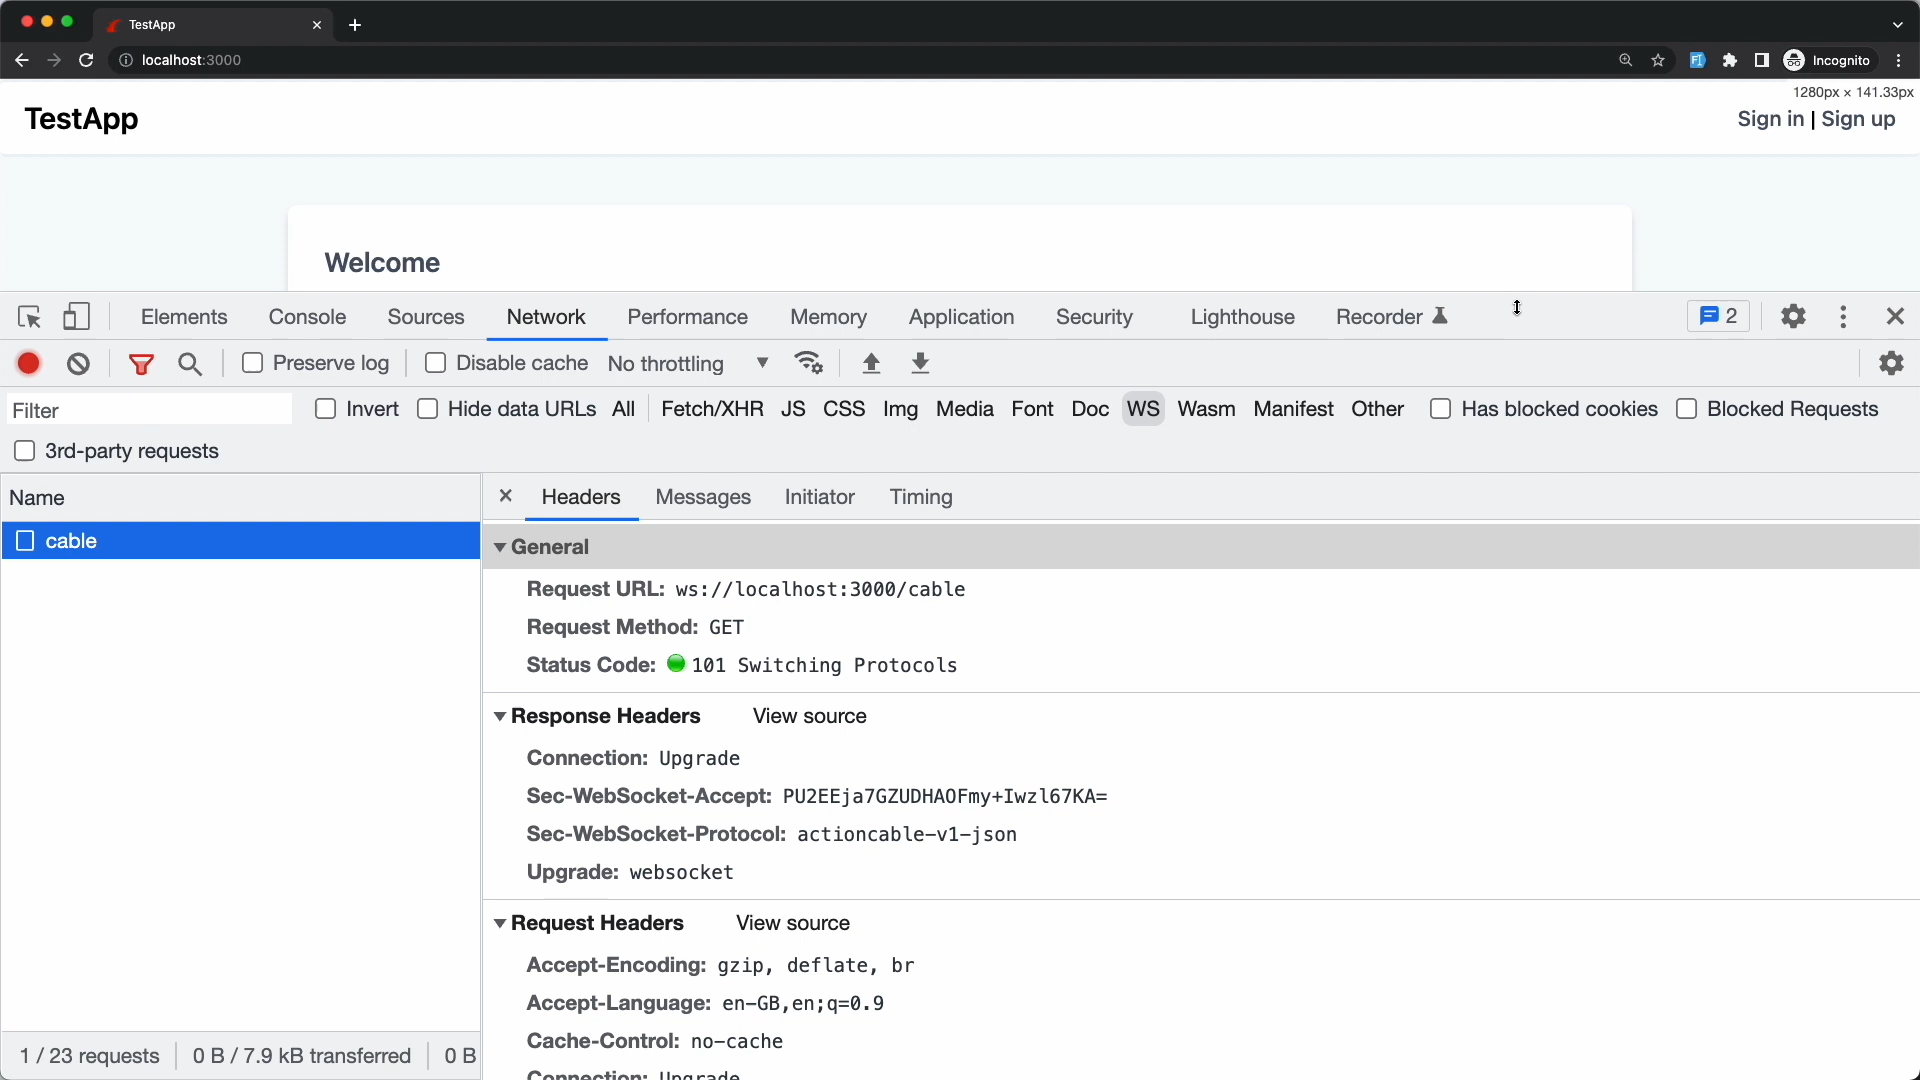 TestApp
localhost:3000
Incognito
1280px × 141.33px
TestApp
Sign in | Sign up
Welcome
Elements Console Sources Network Performance Memory Application Security Lighthouse Recorder 2
Preserve log Disable cache No throttling
Filter Invert Hide data URLs All Fetch/XHR JS CSS Img Media Font Doc WS Wasm Manifest Other Has blocked cookies Blocked Requests
3rd-party requests
Name
cable
1 / 23 requests 0 B / 7.9 kB transferred 0 B
Headers Messages Initiator Timing
General
Request URL: ws://localhost:3000/cable
Request Method: GET
Status Code: 101 Switching Protocols
Response Headers View source
Connection: Upgrade
Sec-WebSocket-Accept: PU2EEja7GZUDHAOFmy+Iwzl67KA=
Sec-WebSocket-Protocol: actioncable-v1-json
Upgrade: websocket
Request Headers View source
Accept-Encoding: gzip, deflate, br
Accept-Language: en-GB,en;q=0.9
Cache-Control: no-cache
Connection: Upgrade